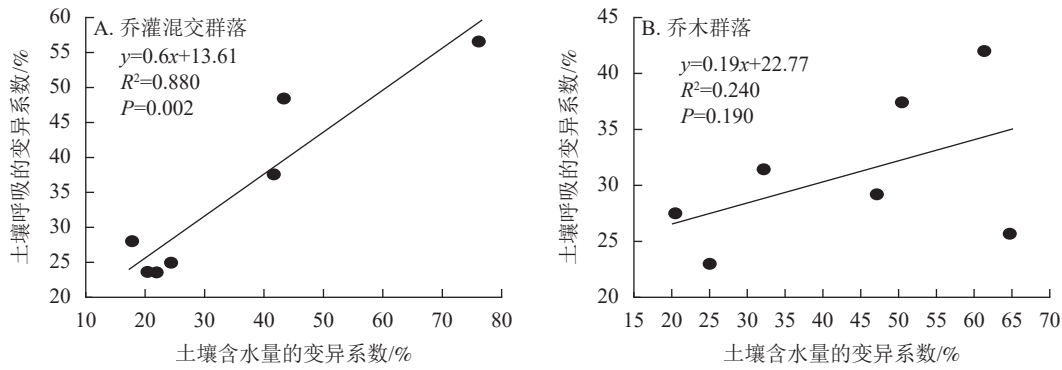 A. 乔灌混交群落
y=0.6x+13.61
R²=0.880
P=0.002
土壤呼吸的变异系数/%
60
55
50
45
40
35
30
25
20
10 20 30 40 50 60 70 80
土壤含水量的变异系数/%
B. 乔木群落
y=0.19x+22.77
R²=0.240
P=0.190
土壤呼吸的变异系数/%
45
40
35
30
25
20
15 20 25 30 35 40 45 50 55 60 65 70
土壤含水量的变异系数/%